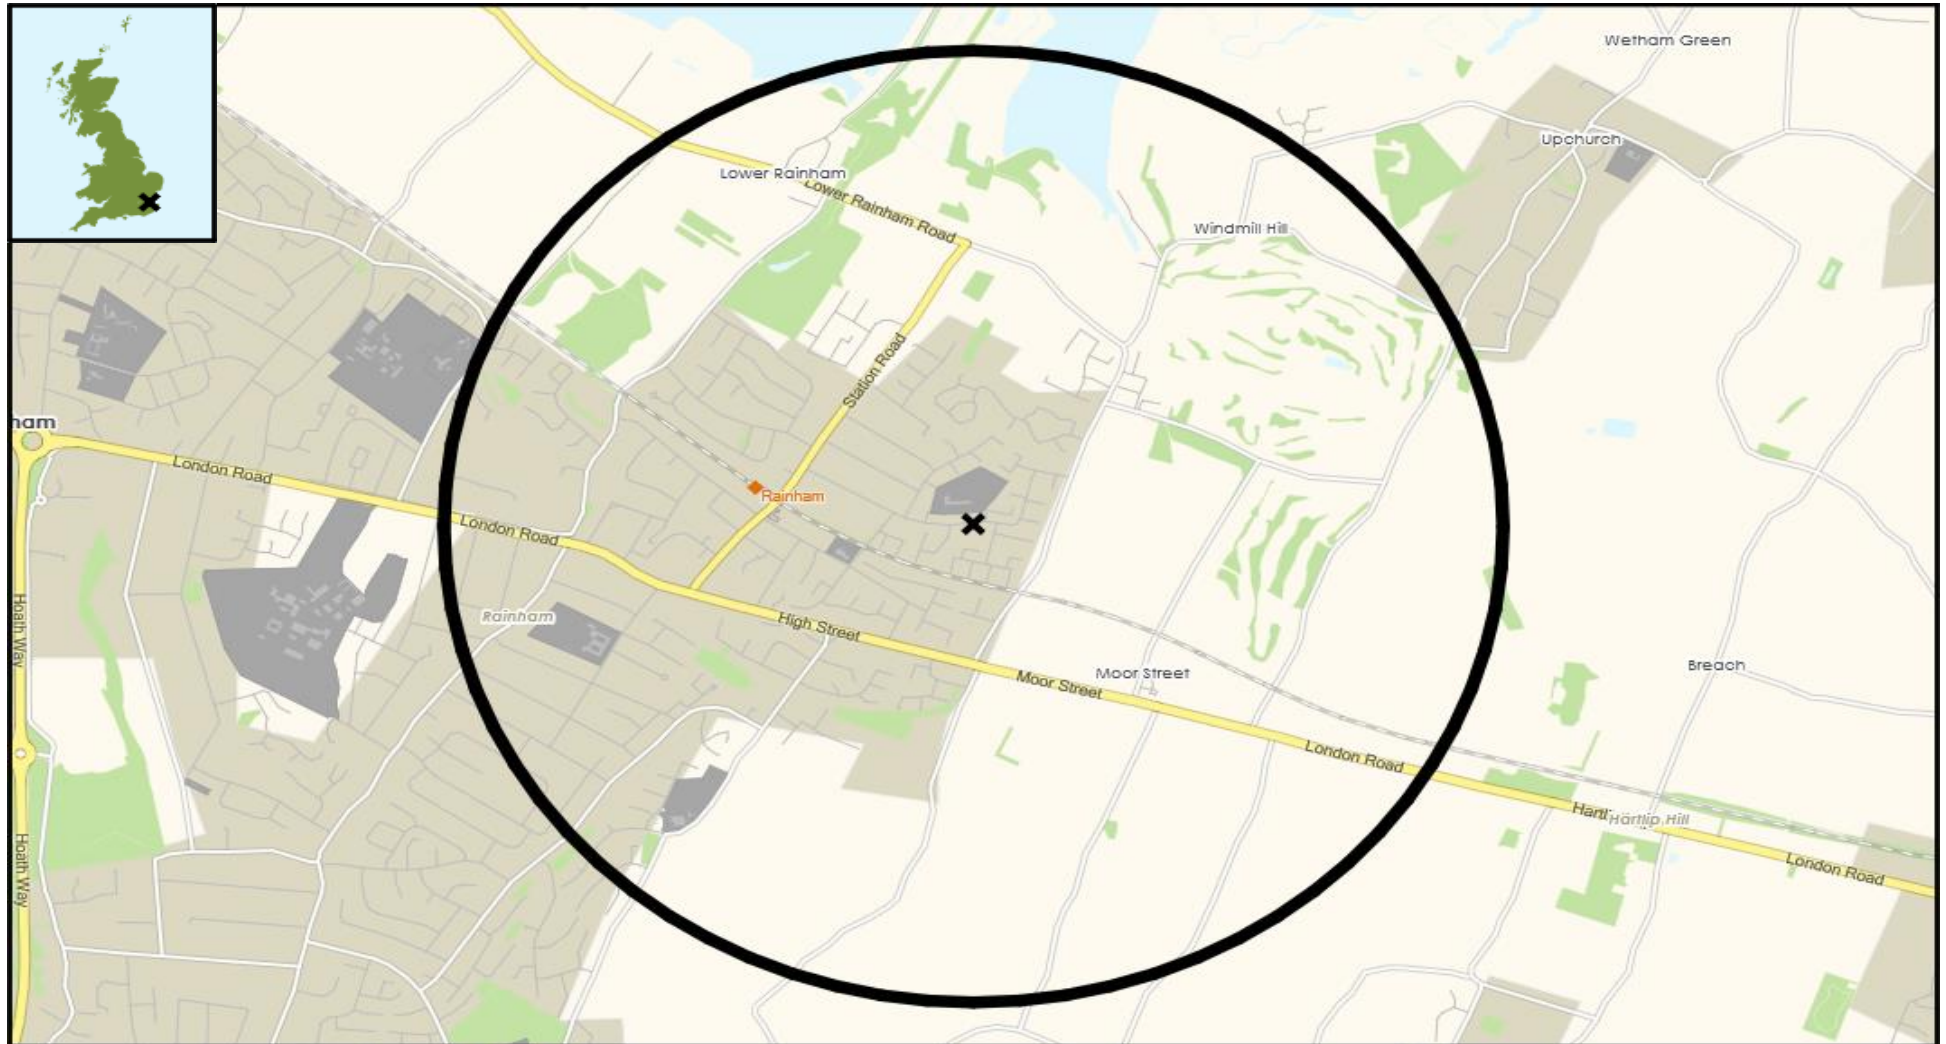 Wetham Green
Upchurch
Lower Rainham
Lower Rainham Road
Windmill Hill
Station Road
ham
London Road
Rainham
London Road
Rainham
High Street
Hoath Way
Moor Street
Moor Street
Breach
London Road
Hartl
Hartlip Hill
London Road
Hoath Way